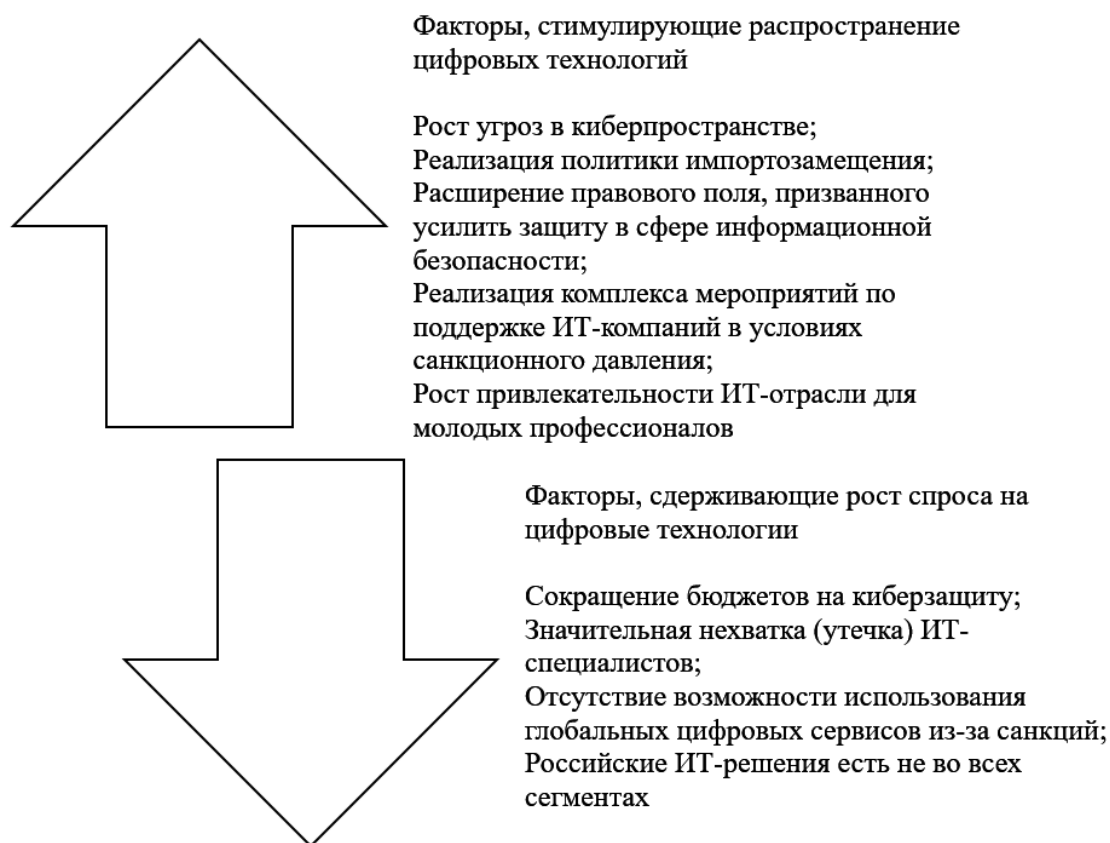 Факторы, стимулирующие распространение
цифровых технологий
Рост угроз в киберпространстве;
Реализация политики импортозамещения;
Расширение правового поля, призванного
усилить защиту в сфере информационной
безопасности;
Реализация комплекса мероприятий по
поддержке ИТ-компаний в условиях
санкционного давления;
Рост привлекательности ИТ-отрасли для
молодых профессионалов
Факторы, сдерживающие рост спроса на
цифровые технологии
Сокращение бюджетов на киберзащиту;
Значительная нехватка (утечка) ИТ-
специалистов;
Отсутствие возможности использования
глобальных цифровых сервисов из-за санкций;
Российские ИТ-решения есть не во всех
сегментах